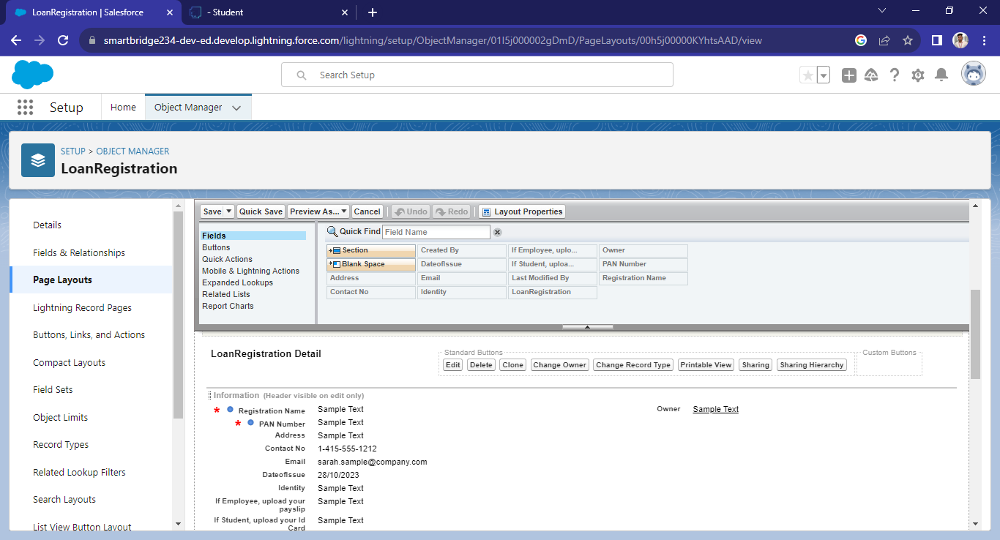 LoanRegistration | Salesforce
- Student
smartbridge234-dev-ed.develop.lightning.force.com/lightning/setup/ObjectManager/01I5j000002gDmD/PageLayouts/00h5j00000KYhtsAAD/view
Search Setup
Setup
Home
Object Manager
SETUP > OBJECT MANAGER
LoanRegistration
Details
Fields & Relationships
Page Layouts
Lightning Record Pages
Buttons, Links, and Actions
Compact Layouts
Field Sets
Object Limits
Record Types
Related Lookup Filters
Search Layouts
List View Button Layout
Save
Quick Save
Preview As...
Cancel
Undo
Redo
Layout Properties
Fields
Buttons
Quick Actions
Mobile & Lightning Actions
Expanded Lookups
Related Lists
Report Charts
Quick Find Field Name
Section Created By If Employee, uplo... Owner
Blank Space DateofIssue If Student, uploa... PAN Number
Address Email Last Modified By Registration Name
Contact No Identity LoanRegistration
LoanRegistration Detail
Standard Buttons
Edit Delete Clone Change Owner Change Record Type Printable View Sharing Sharing Hierarchy
Custom Buttons
Information (Header visible on edit only)
* Registration Name Sample Text
Owner Sample Text
* PAN Number Sample Text
Address Sample Text
Contact No 1-415-555-1212
Email sarah.sample@company.com
DateofIssue 28/10/2023
Identity Sample Text
If Employee, upload your Sample Text
payslip
If Student, upload your Id Sample Text
Card